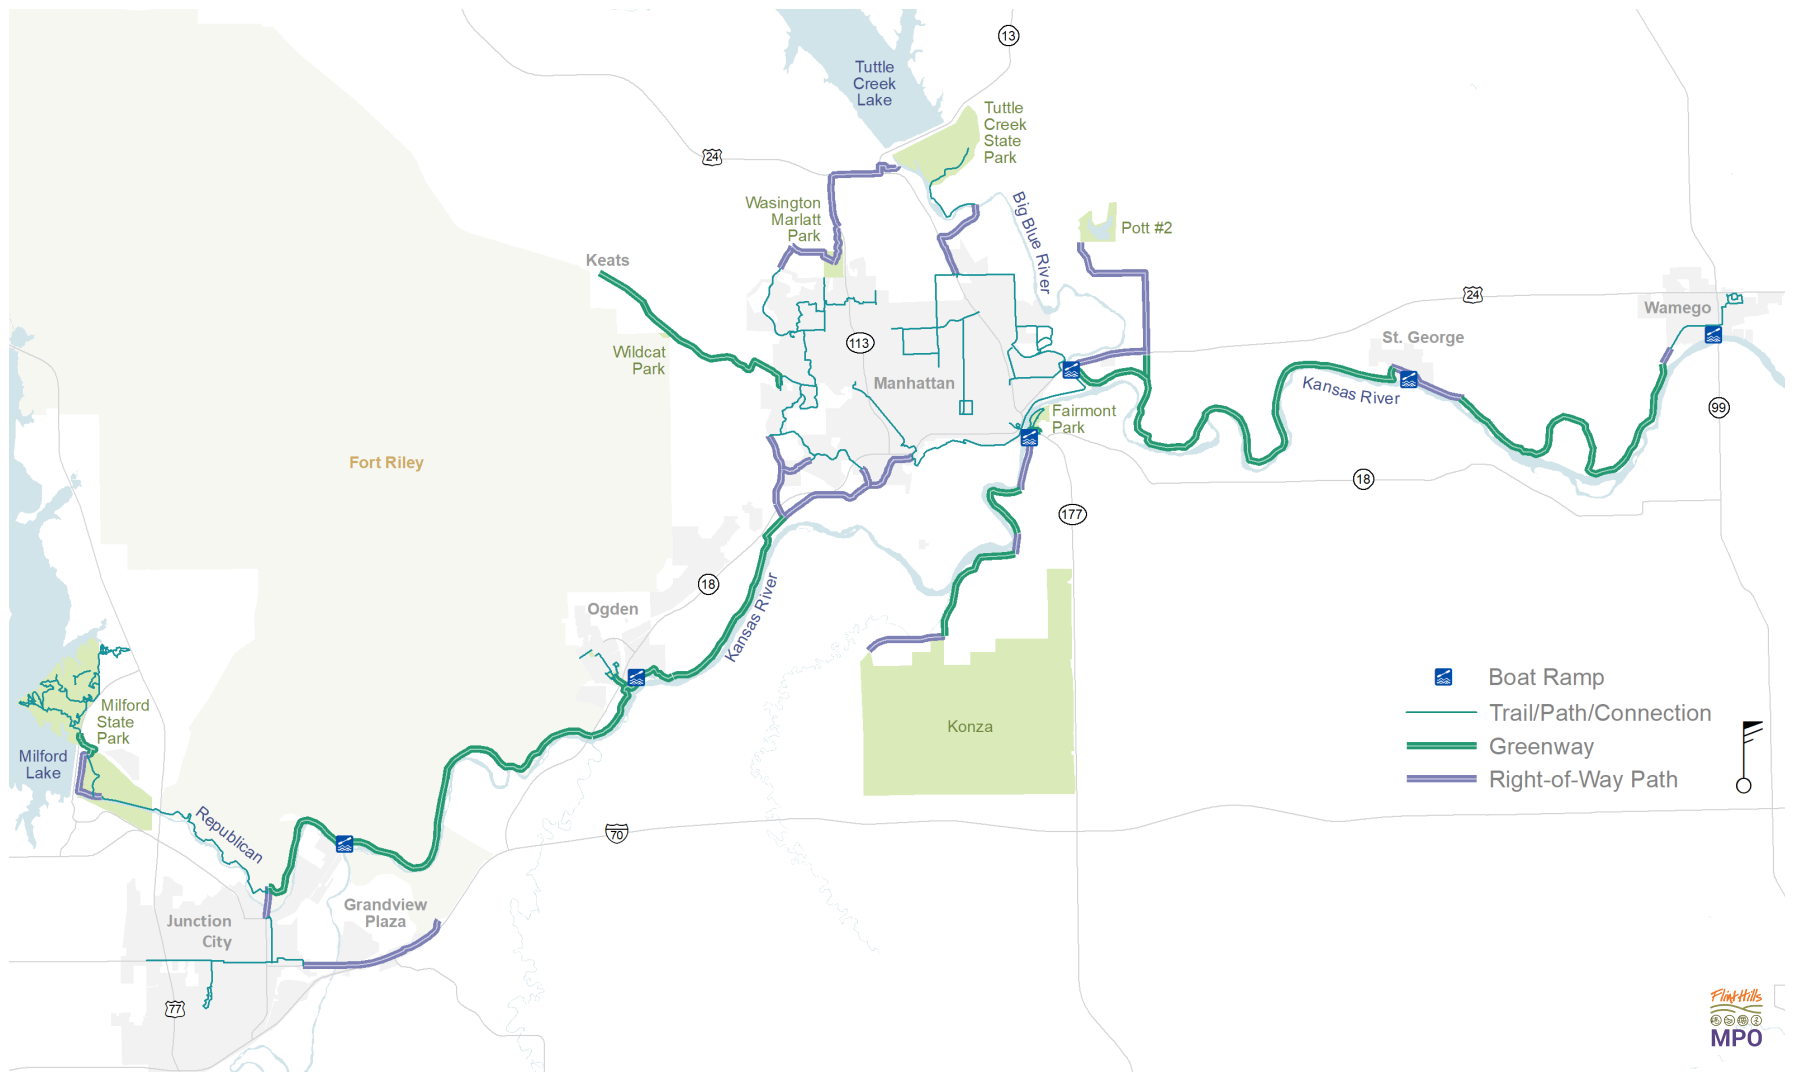 13
Tuttle
Creek
Lake
Tuttle
Creek
State
Park
24
Wasington
Marlatt
Park
Big Blue River
Pott #2
Keats
24
Wamego
Wildcat
Park
113
St. George
Manhattan
Kansas River
99
Fairmont
Park
Fort Riley
18
177
18
Ogden
Kansas River
Boat Ramp
Milford
State
Park
Trail/Path/Connection
Konza
Greenway
Milford
Lake
Right-of-Way Path
Republican
70
Grandview
Plaza
Junction
City
77
Flint Hills
MPO